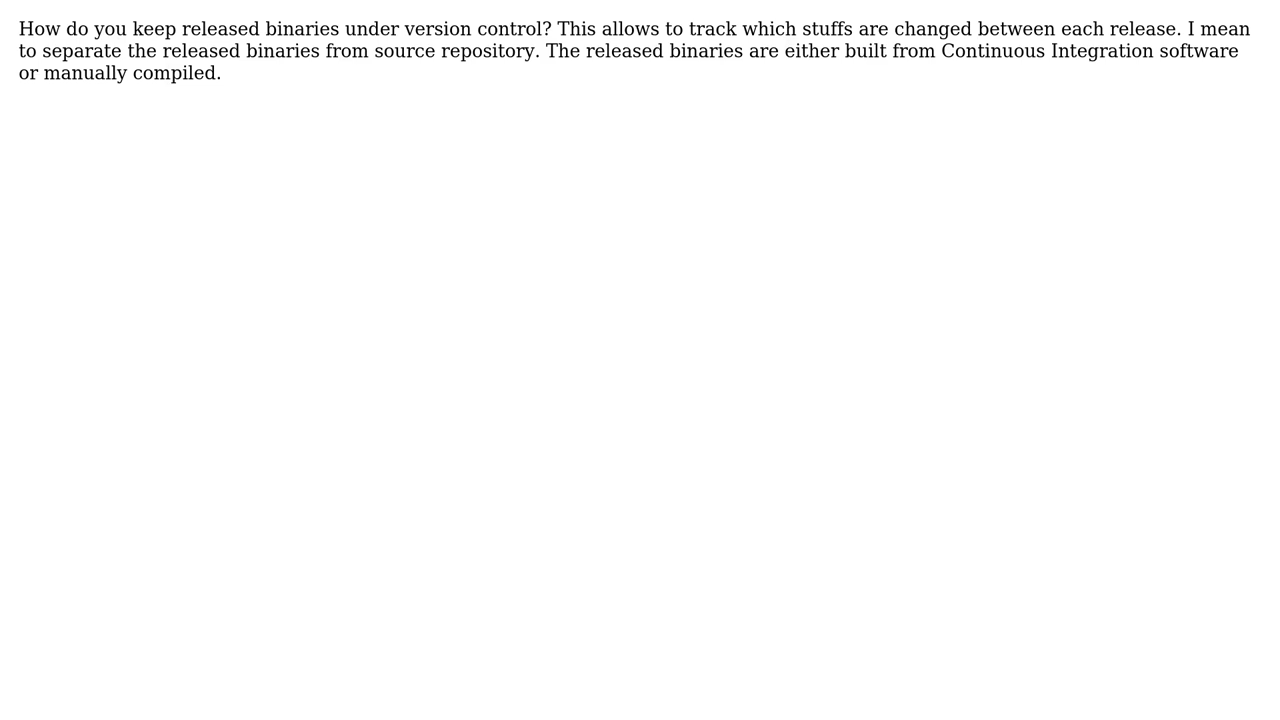 How do you keep released binaries under version control? This allows to track which stuffs are changed between each release. I mean
to separate the released binaries from source repository. The released binaries are either built from Continuous Integration software
or manually compiled.